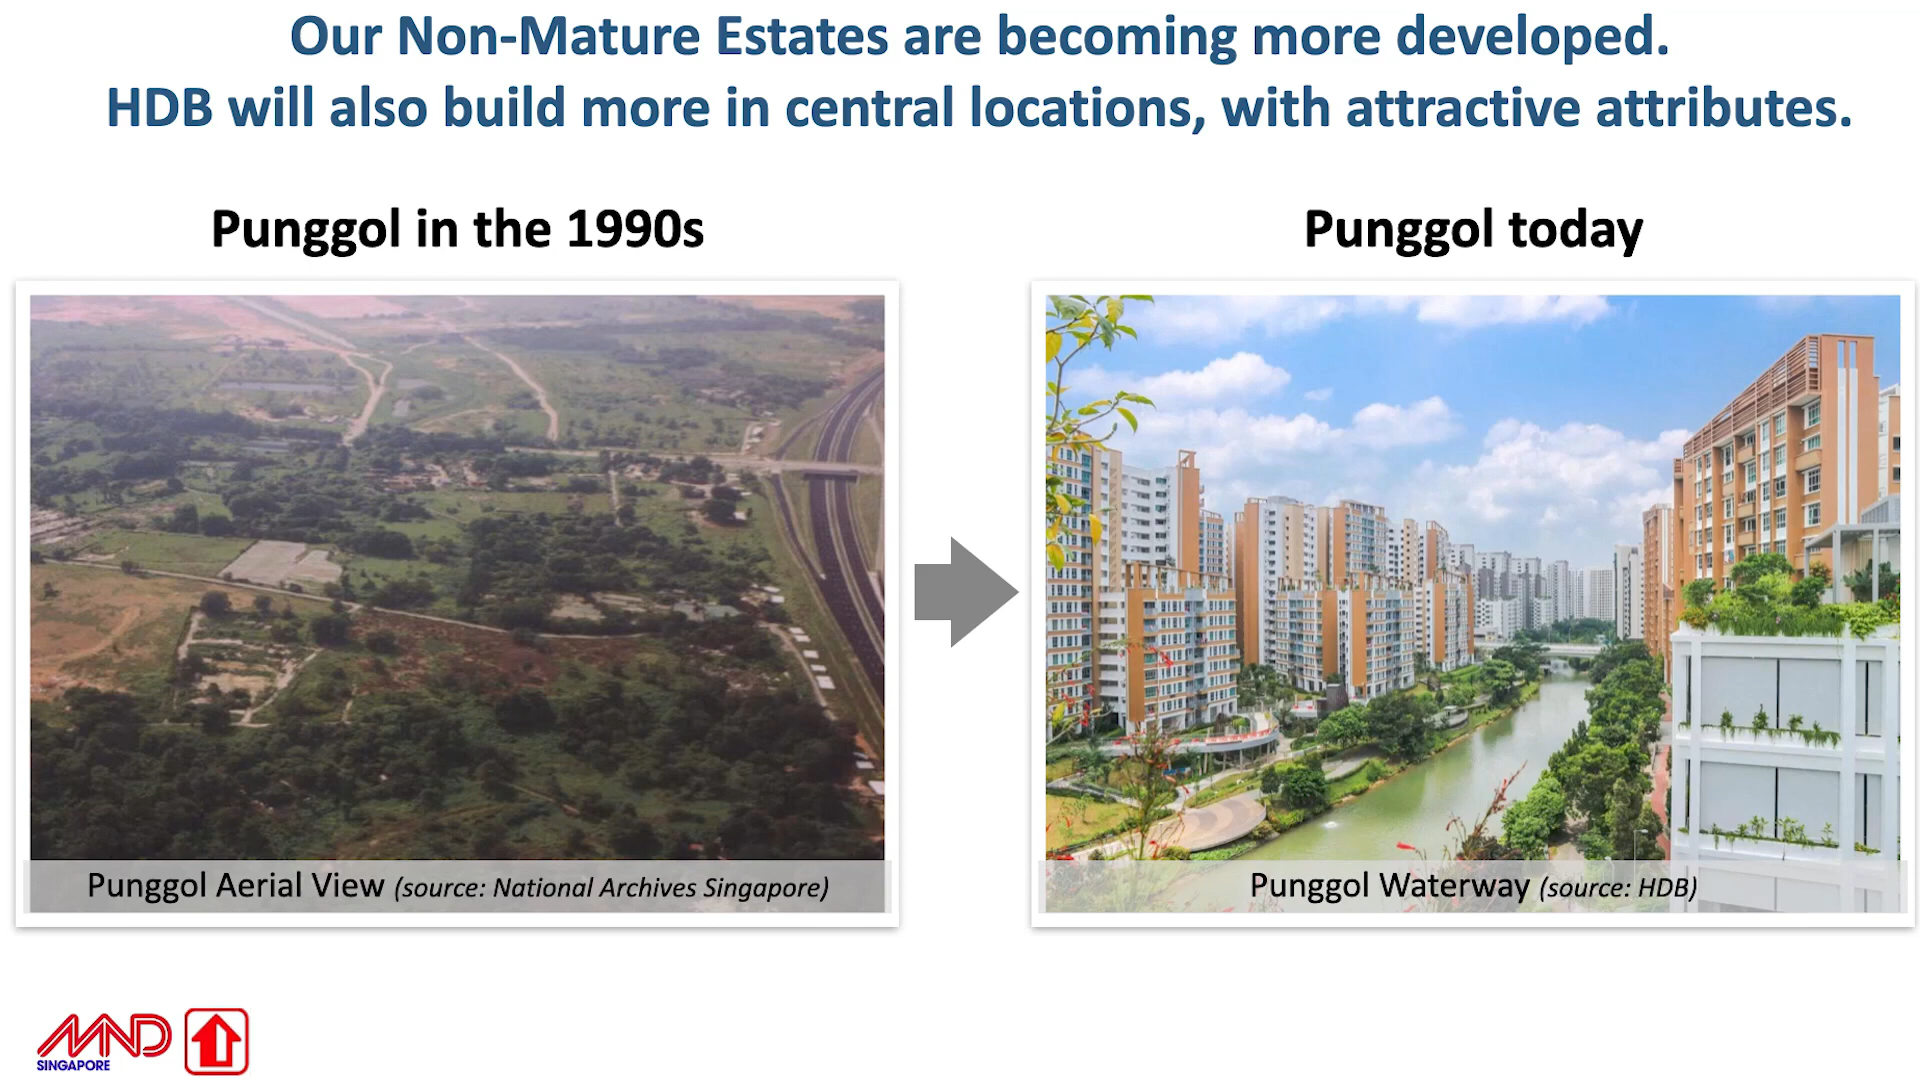 Our Non-Mature Estates are becoming more developed.
HDB will also build more in central locations, with attractive attributes.
Punggol in the 1990s
Punggol today
Punggol Aerial View (source: National Archives Singapore)
Punggol Waterway (source: HDB)
MND
SINGAPORE